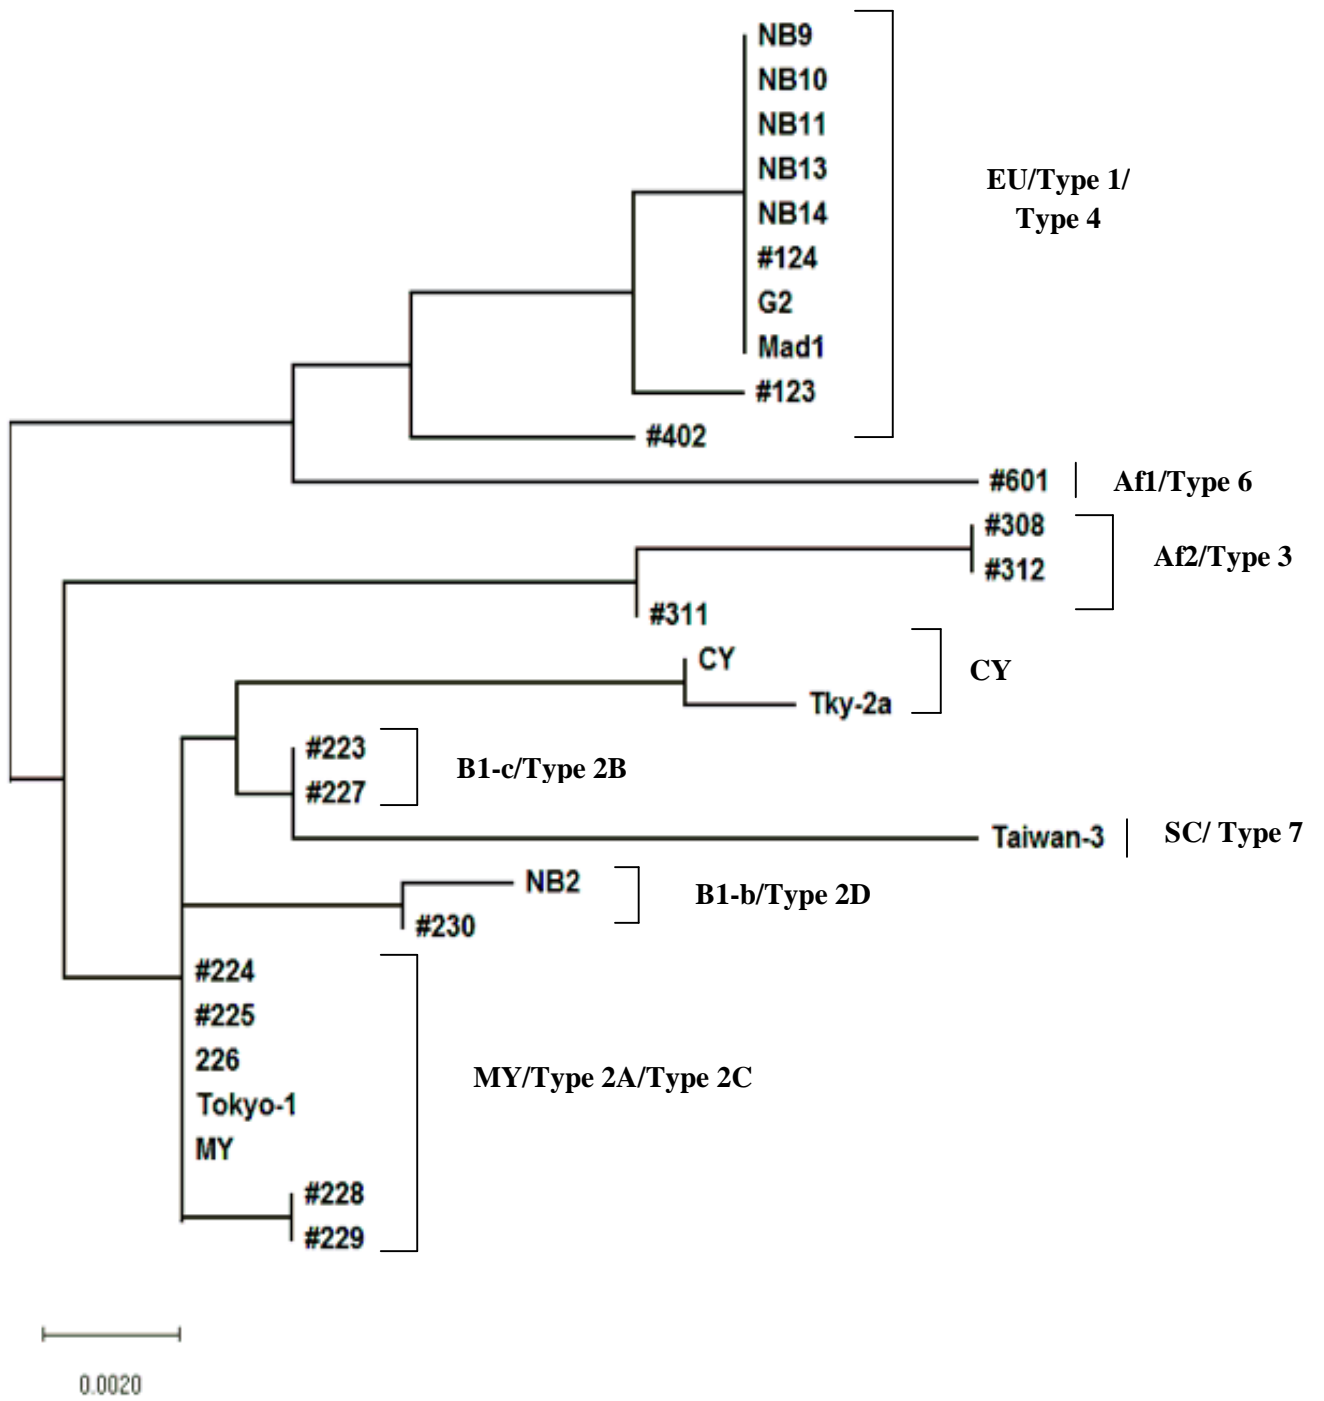 NB9
NB10
NB11
NB13
NB14
#124
G2
Mad1
#123
#402
EU/Type 1/
Type 4
#601
Af1/Type 6
#308
#312
#311
Af2/Type 3
CY
Tky-2a
CY
#223
#227
B1-c/Type 2B
Taiwan-3
SC/ Type 7
NB2
#230
B1-b/Type 2D
#224
#225
226
Tokyo-1
MY
#228
#229
MY/Type 2A/Type 2C
0.0020